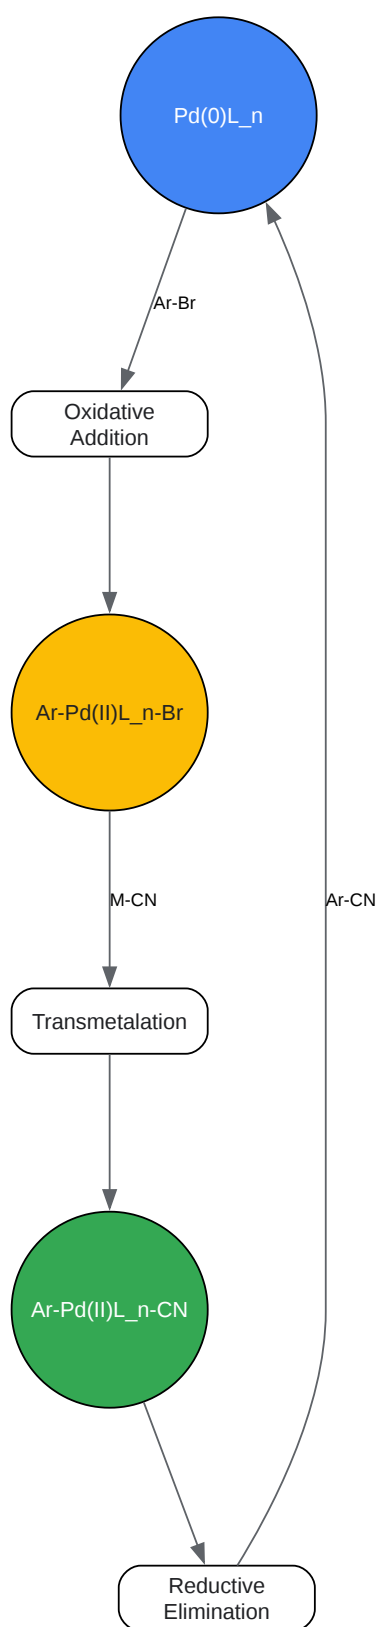 Pd(0)L_n
Ar-Br
Oxidative
Addition
Ar-Pd(II)L_n-Br
M-CN
Ar-CN
Transmetalation
Ar-Pd(II)L_n-CN
Reductive
Elimination